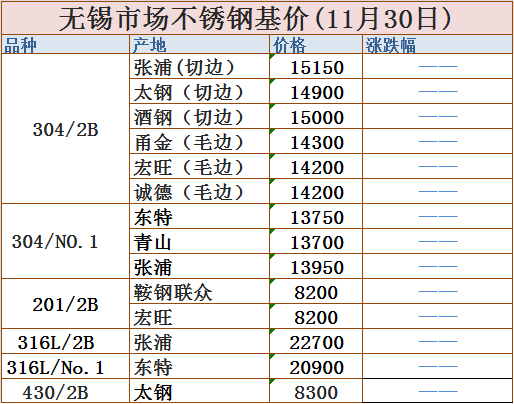 无锡市场不锈钢基价(11月30日)
品种 产地 价格 涨跌幅
304/2B 张浦(切边） 15150 ——
太钢（切边） 14900 ——
酒钢（切边） 15000 ——
甬金（毛边） 14300 ——
宏旺（毛边） 14200 ——
诚德（毛边） 14200 ——
304/NO.1 东特 13750 ——
青山 13700 ——
张浦 13950 ——
201/2B 鞍钢联众 8200 ——
宏旺 8200 ——
316L/2B 张浦 22700 ——
316L/No.1 东特 20900 ——
430/2B 太钢 8300 ——